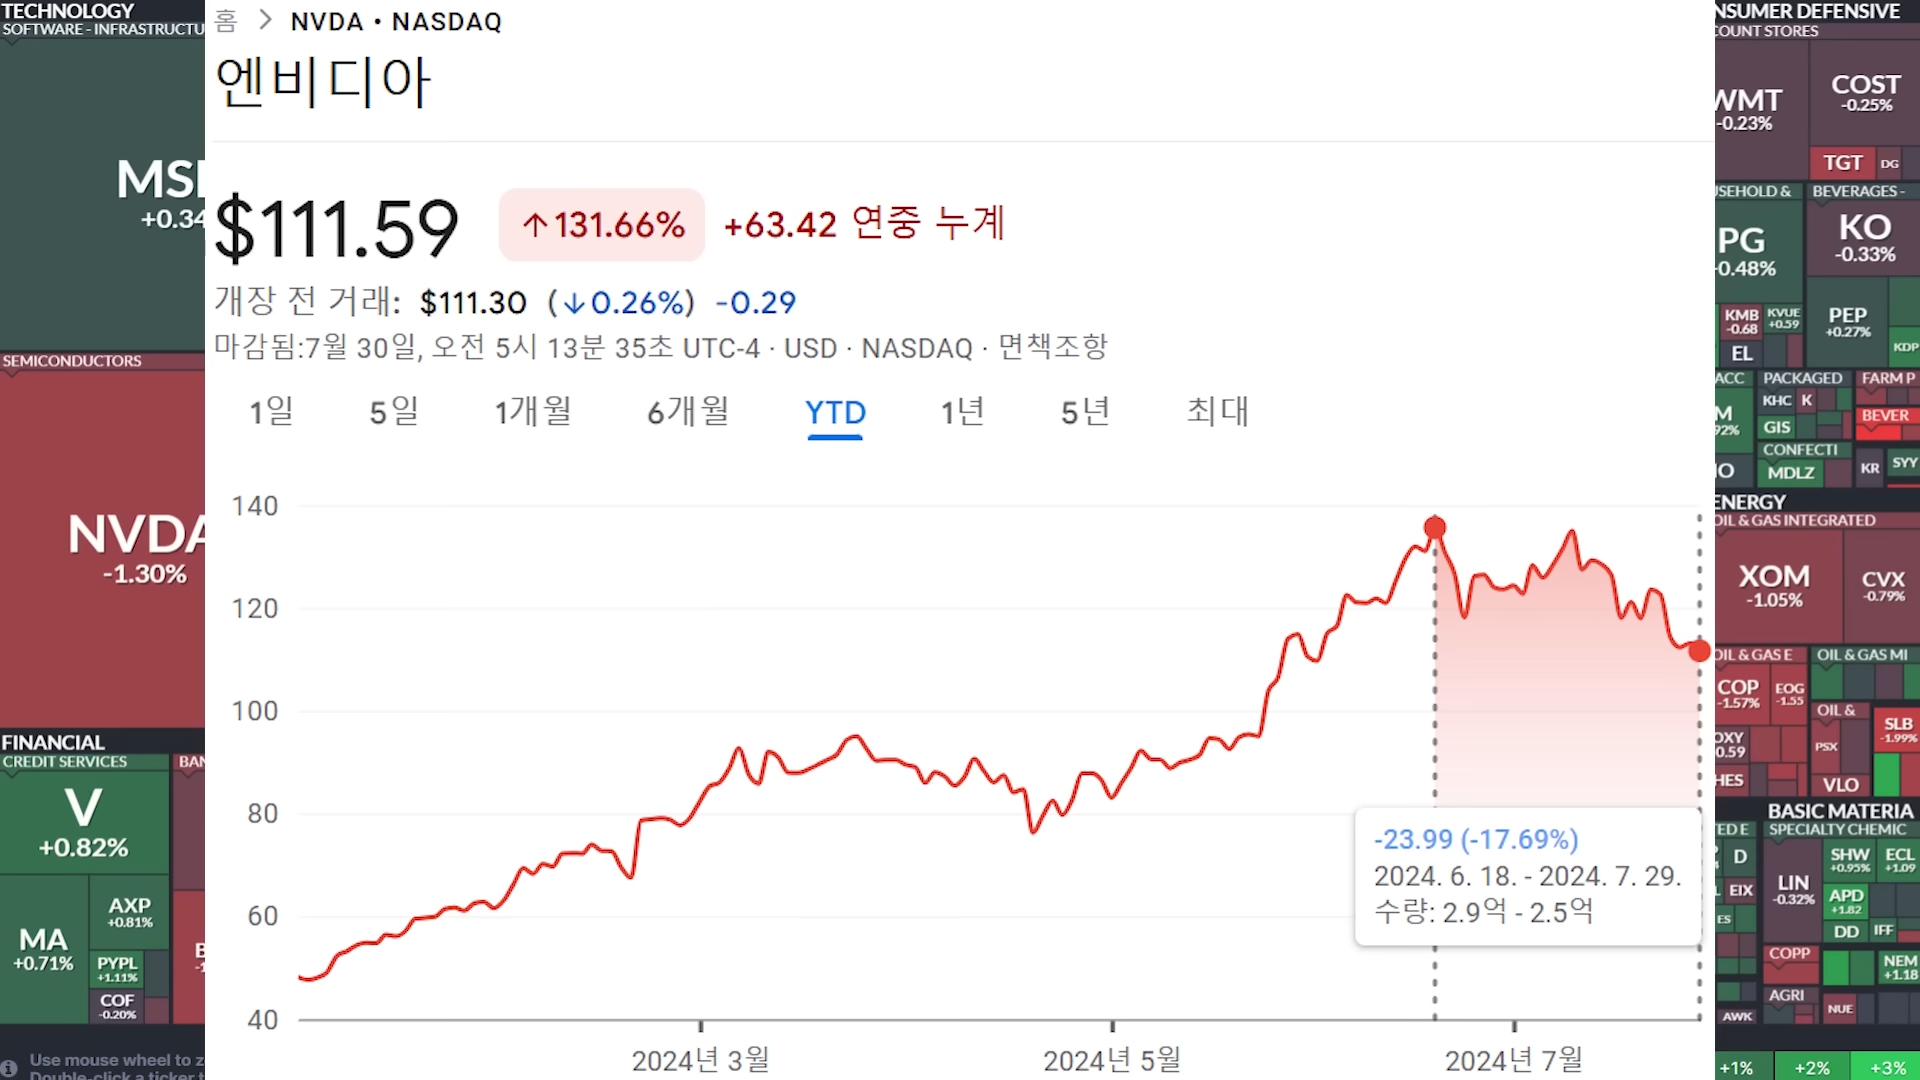 홈 > NVDA • NASDAQ
엔비디아
$111.59 ↑131.66% +63.42 연중 누계
개장 전 거래: $111.30 (↓0.26%) -0.29
마감됨:7월 30일, 오전 5시 13분 35초 UTC-4 · USD · NASDAQ · 면책조항
1일 5일 1개월 6개월 YTD 1년 5년 최대
140
120
100
80
60
40
-23.99 (-17.69%)
2024. 6. 18. - 2024. 7. 29.
수량: 2.9억 - 2.5억
2024년 3월 2024년 5월 2024년 7월
TECHNOLOGY
SOFTWARE - INFRASTRUCTU
+0.34
SEMICONDUCTORS
NVDA
-1.30%
FINANCIAL
CREDIT SERVICES
V
+0.82%
MA
+0.71%
AXP
+0.81%
PYPL
+1.11%
COF
-0.20%
Use mouse wheel to
Double-click a ticker
NSUMER DEFENSIVE
COUNT STORES
WMT
-0.23%
COST
-0.25%
TGT
DG
USEHOLD &
PG
0.48%
KMB
-0.68
KVUE
+0.59
EL
BEVERAGES -
KO
-0.33%
PEP
+0.27%
KDP
ACC
PACKAGED
KHC
K
GIS
FARM P
BEVER
CONFECTI
MDLZ
KR
SYY
ENERGY
OIL & GAS INTEGRATED
XOM
-1.05%
CVX
-0.79%
OIL & GAS E
COP
-1.57%
EOG
-1.55
OXY
0.59
HES
OIL & GAS MI
OIL &
PSX
VLO
SLB
-1.99%
BASIC MATERIA
SPECIALTY CHEMIC
TED E
D
EIX
ES
AWK
LIN
-0.32%
SHW
+0.95%
ECL
+1.09
APD
+1.82
DD
IFF
COPP
NEM
+1.18
AGRI
NUE
+1% +2% +3%